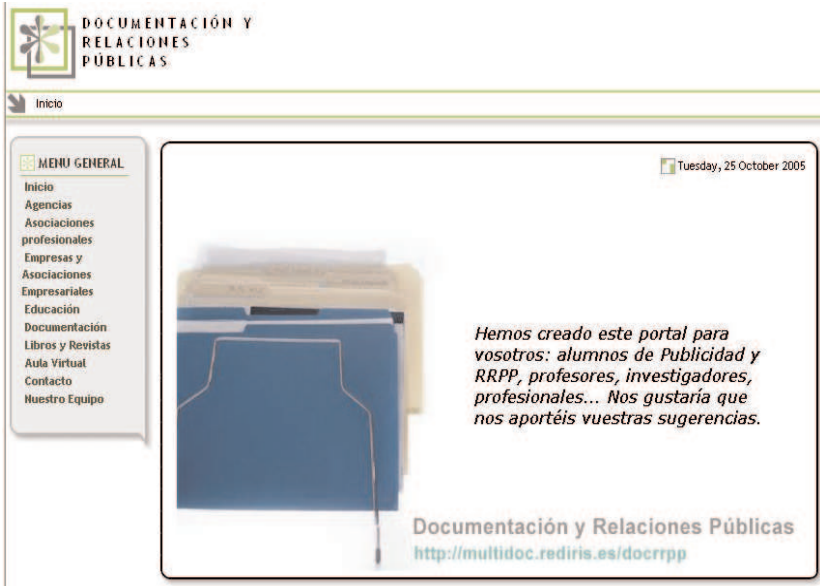 DOCUMENTACIÓN Y
RELACIONES
PÚBLICAS
Inicio
MENU GENERAL
Inicio
Agencias
Asociaciones
profesionales
Empresas y
Asociaciones
Empresariales
Educación
Documentación
Libros y Revistas
Aula Virtual
Contacto
Nuestro Equipo
Tuesday, 25 October 2005
Hemos creado este portal para
vosotros: alumnos de Publicidad y
RRPP, profesores, investigadores,
profesionales... Nos gustaría que
nos aportéis vuestras sugerencias.
Documentación y Relaciones Públicas
http://multidoc.rediris.es/docrrpp